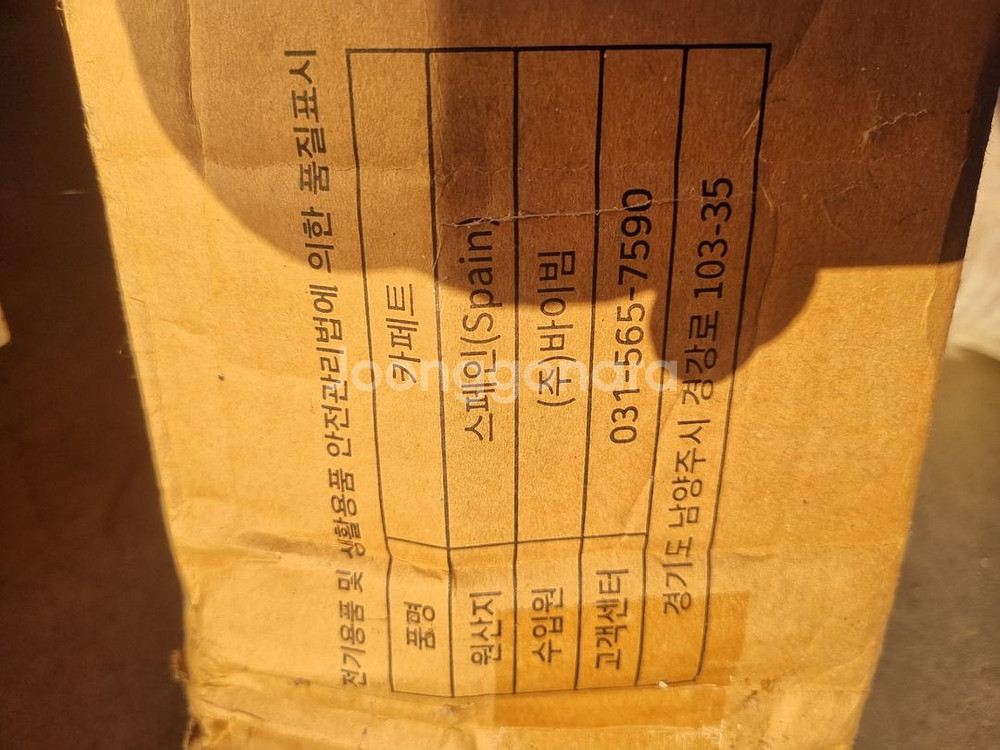 전기용품 및 생활용품 안전관리법에 의한 품질표시
품명 카페트
원산지 스페인(Spain)
수입원 (주)바이빔
고객센터 031-565-7590
경기도 남양주시 경강로 103-35
joonggonara